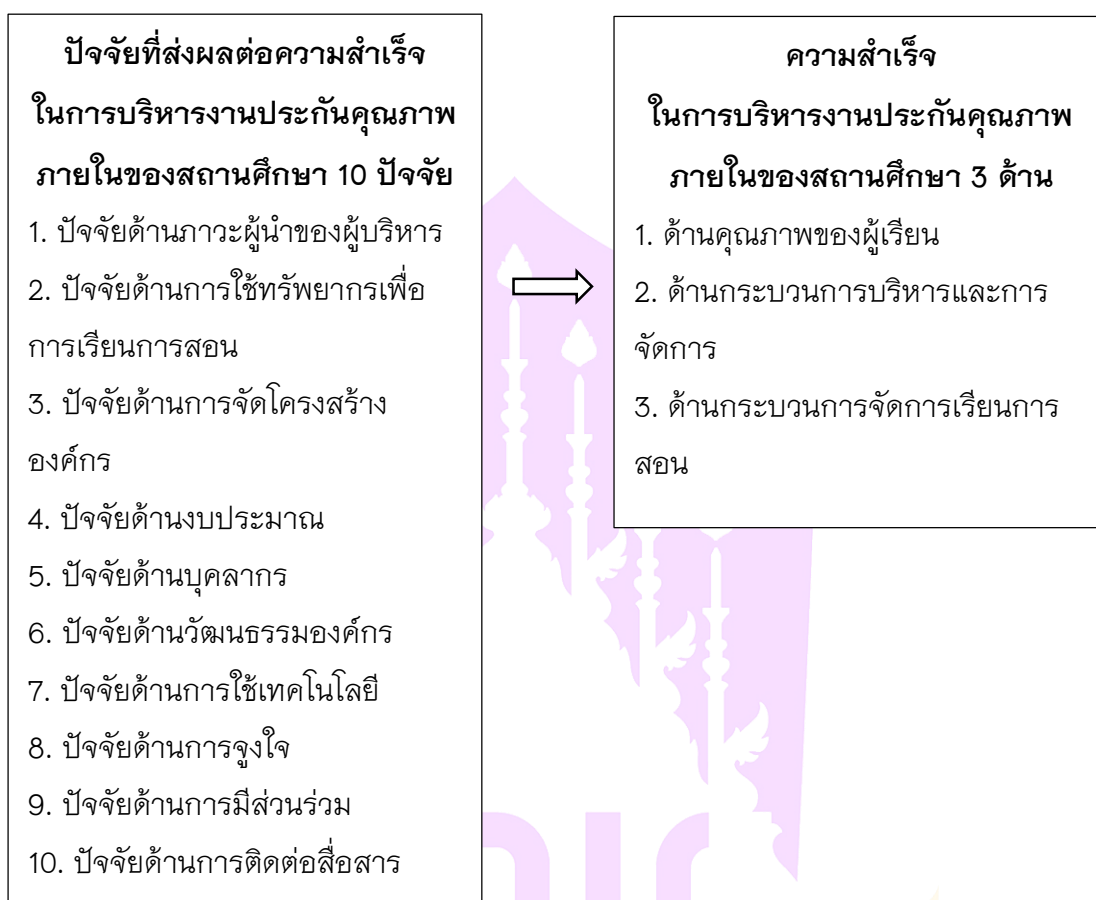 ปัจจัยที่ส่งผลต่อความสำเร็จ
ในการบริหารงานประกันคุณภาพ
ภายในของสถานศึกษา 10 ปัจจัย
1. ปัจจัยด้านภาวะผู้นำของผู้บริหาร
2. ปัจจัยด้านการใช้ทรัพยากรเพื่อ
การเรียนการสอน
3. ปัจจัยด้านการจัดโครงสร้าง
องค์กร
4. ปัจจัยด้านงบประมาณ
5. ปัจจัยด้านบุคลากร
6. ปัจจัยด้านวัฒนธรรมองค์กร
7. ปัจจัยด้านการใช้เทคโนโลยี
8. ปัจจัยด้านการจูงใจ
9. ปัจจัยด้านการมีส่วนร่วม
10. ปัจจัยด้านการติดต่อสื่อสาร
ความสำเร็จ
ในการบริหารงานประกันคุณภาพ
ภายในของสถานศึกษา 3 ด้าน
1. ด้านคุณภาพของผู้เรียน
2. ด้านกระบวนการบริหารและการ
จัดการ
3. ด้านกระบวนการจัดการเรียนการ
สอน